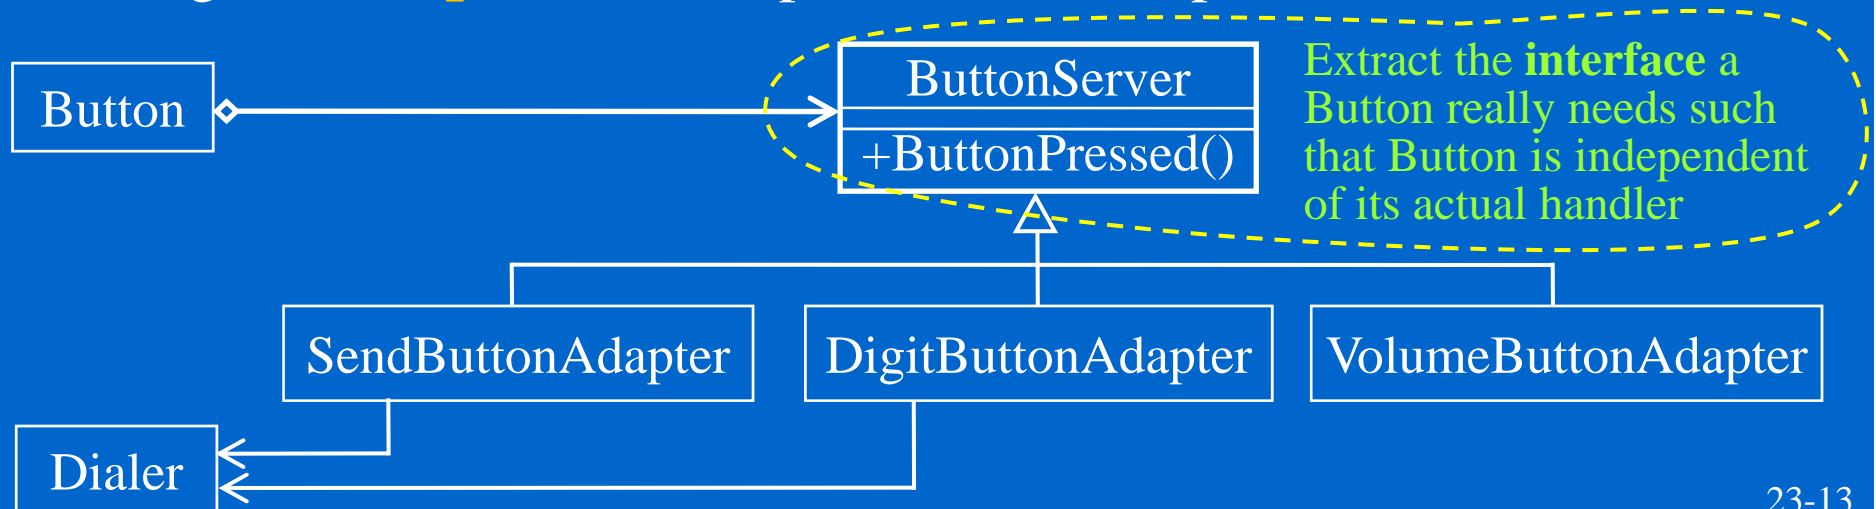 ButtonServer
Extract the interface a
Button
Button really needs such
+ButtonPressed()
that Button is independent
of its actual handler
SendButtonAdapter
DigitButtonAdapter
VolumeButtonAdapter
Dialer
23-13